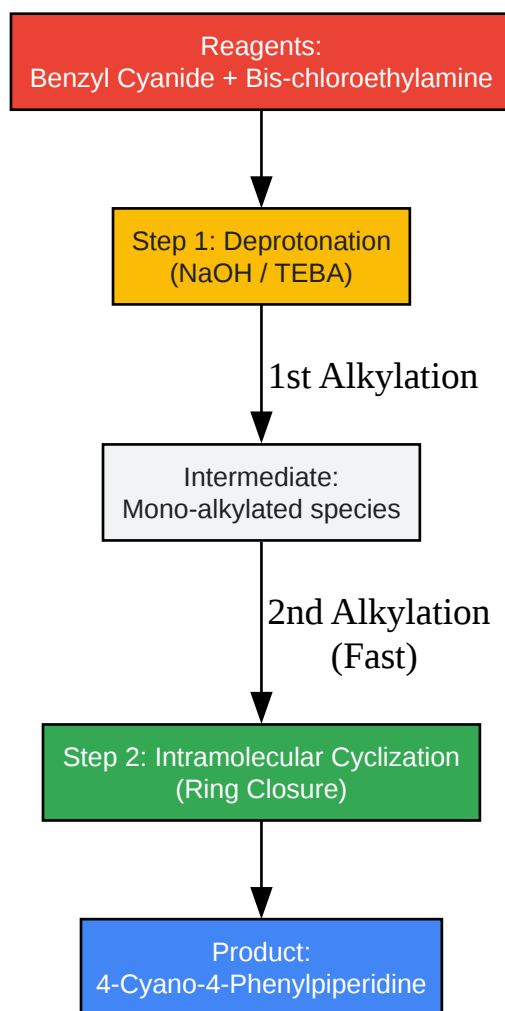 Reagents:
Benzyl Cyanide + Bis-chloroethylamine
Step 1: Deprotonation
(NaOH / TEBA)
1st Alkylation
Intermediate:
Mono-alkylated species
2nd Alkylation
(Fast)
Step 2: Intramolecular Cyclization
(Ring Closure)
Product:
4-Cyano-4-Phenylpiperidine